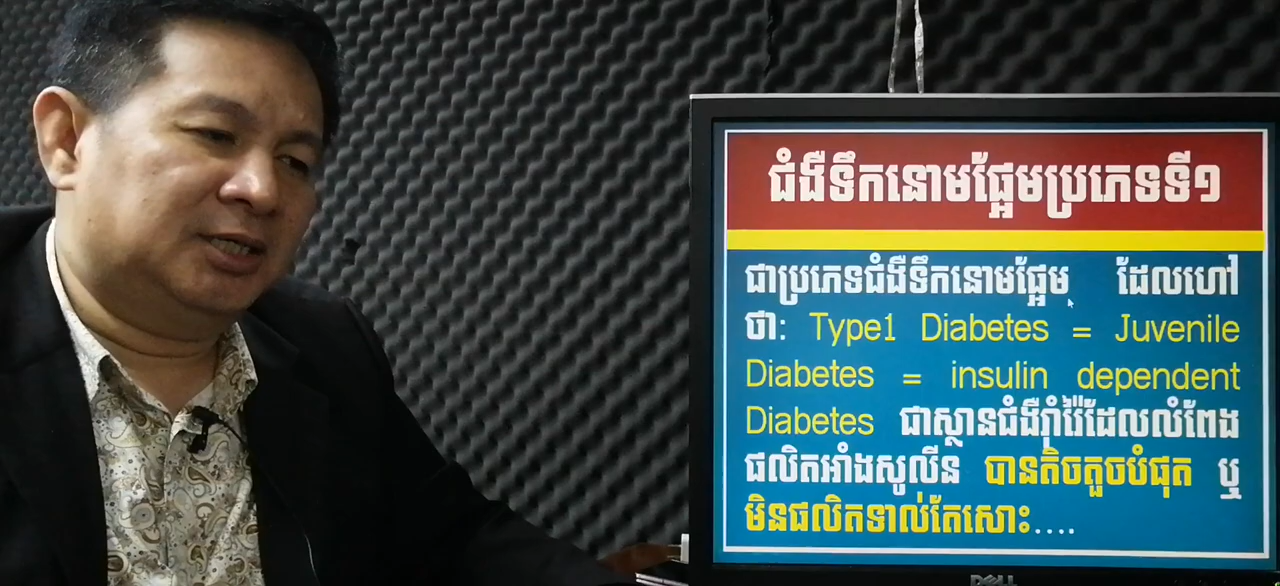 ជំងឺទឹកនោមផ្អែមប្រភេទទី១
ជាប្រភេទជំងឺទឹកនោមផ្អែម ដែលហៅ
ថា: Type1 Diabetes = Juvenile
Diabetes = insulin dependent
Diabetes ជាស្ថានជំងឺរ៉ាំរ៉ៃដែលលំពែង
ផលិតអាំងសូលីន បានតិចតួចបំផុត ឬ
មិនផលិតទាល់តែសោះ....
DELL